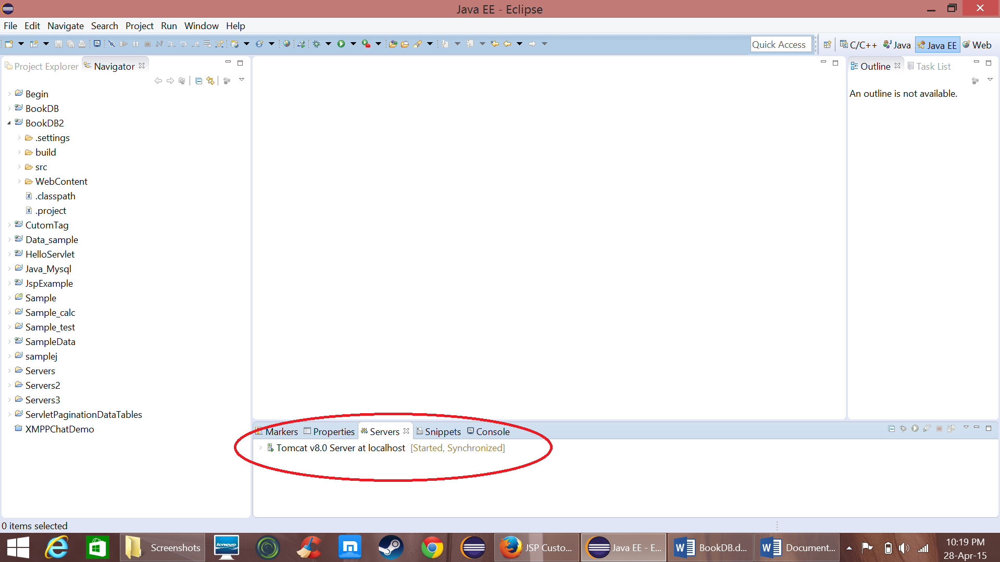 Java EE - Eclipse
File Edit Navigate Search Project Run Window Help
Quick Access
C/C++ Java Java EE Web
Project Explorer Navigator
Outline Task List
An outline is not available.
Begin
BookDB
BookDB2
.settings
build
src
WebContent
.classpath
.project
CutomTag
Data_sample
HelloServlet
Java_Mysql
JspExample
Sample
Sample_calc
Sample_test
SampleData
samplej
Servers
Servers2
Servers3
ServletPaginationDataTables
XMPPChatDemo
Markers Properties Servers Snippets Console
Tomcat v8.0 Server at localhost [Started, Synchronized]
0 items selected
Screenshots
lenovo
JSP Custo...
Java EE - E...
BookDB.d...
Document...
10:19 PM
28-Apr-15